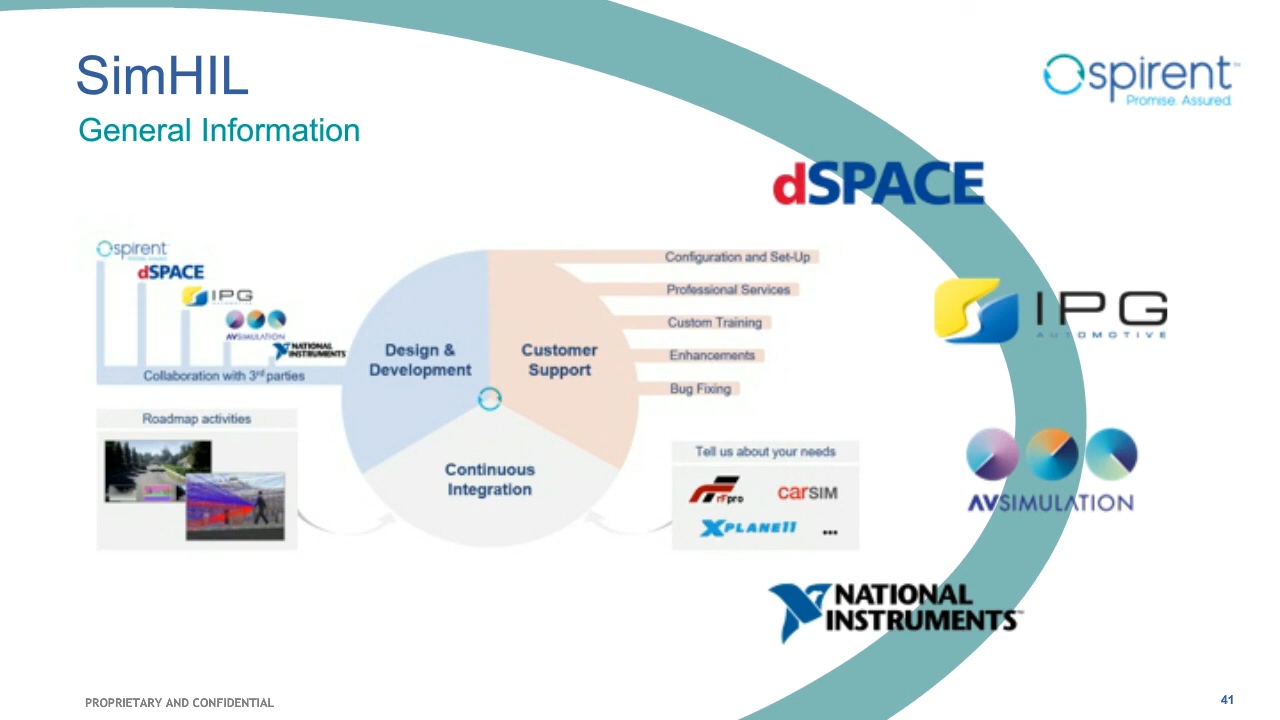 SimHIL
General Information
spirent™
Promise. Assured.
dSPACE
IPG
AUTOMOTIVE
AVSIMULATION
NATIONAL
INSTRUMENTS™
spirent
dSPACE
IPG
AVSIMULATION
NATIONAL
INSTRUMENTS
Collaboration with 3rd parties
Roadmap activities
Design &
Development
Customer
Support
Continuous
Integration
Configuration and Set-Up
Professional Services
Custom Training
Enhancements
Bug Fixing
Tell us about your needs
rFpro
carSIM
XPLANE11
...
PROPRIETARY AND CONFIDENTIAL
41